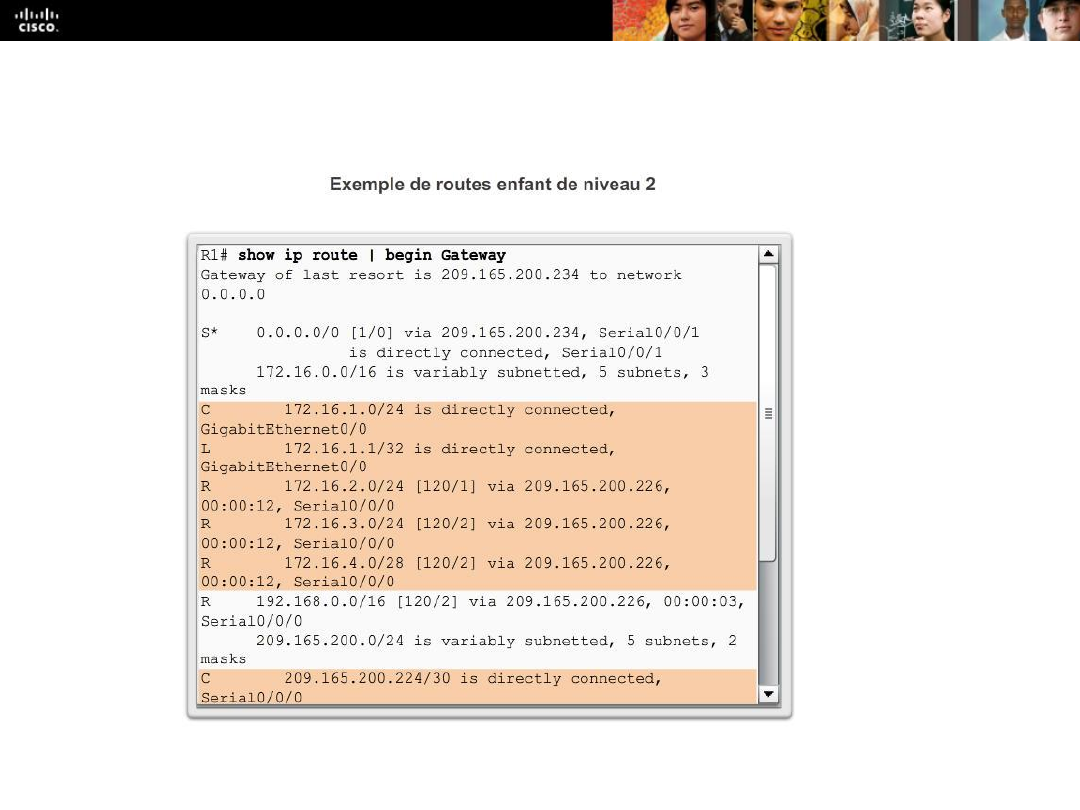 CISCO.
Exemple de routes enfant de niveau 2
R1# show ip route | begin Gateway
Gateway of last resort is 209.165.200.234 to network
0.0.0.0
S*    0.0.0.0/0 [1/0] via 209.165.200.234, Serial0/0/1
                is directly connected, Serial0/0/1
      172.16.0.0/16 is variably subnetted, 5 subnets, 3
masks
C        172.16.1.0/24 is directly connected,
GigabitEthernet0/0
L        172.16.1.1/32 is directly connected,
GigabitEthernet0/0
R        172.16.2.0/24 [120/1] via 209.165.200.226,
00:00:12, Serial0/0/0
R        172.16.3.0/24 [120/2] via 209.165.200.226,
00:00:12, Serial0/0/0
R        172.16.4.0/28 [120/2] via 209.165.200.226,
00:00:12, Serial0/0/0
R     192.168.0.0/16 [120/2] via 209.165.200.226, 00:00:03,
Serial0/0/0
      209.165.200.0/24 is variably subnetted, 5 subnets, 2
masks
C        209.165.200.224/30 is directly connected,
Serial0/0/0